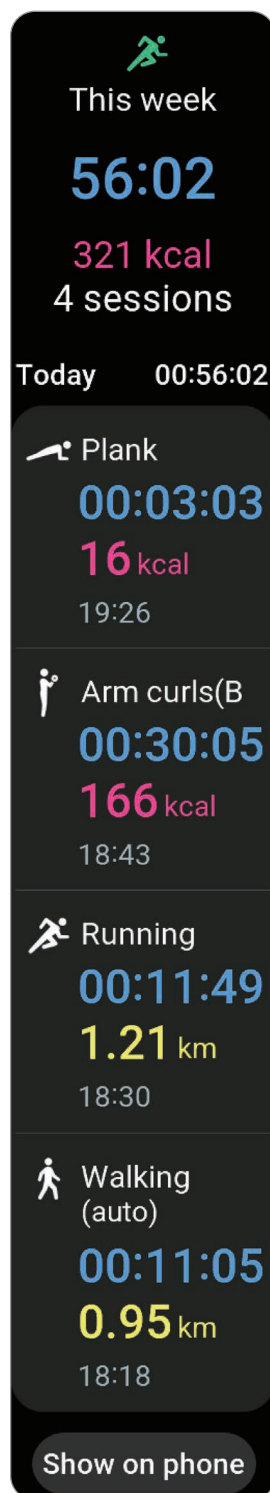 This week
56:02
321 kcal
4 sessions
Today 00:56:02
Plank
00:03:03
16 kcal
19:26
Arm curls(B
00:30:05
166 kcal
18:43
Running
00:11:49
1.21 km
18:30
Walking
(auto)
00:11:05
0.95 km
18:18
Show on phone